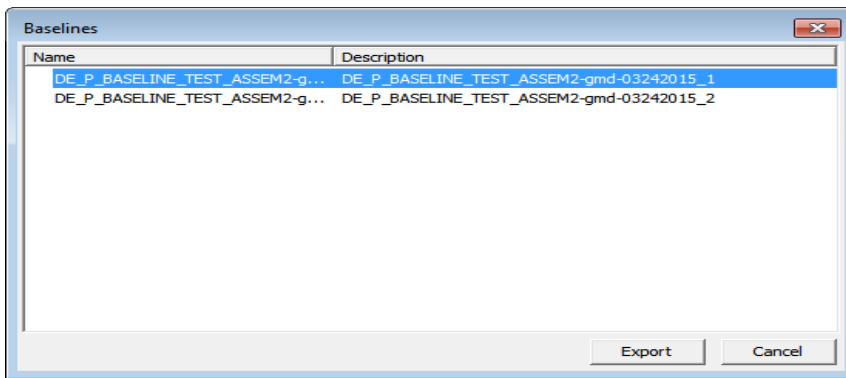 Baselines
Name Description
DE_P_BASELINE_TEST_ASSEM2-g... DE_P_BASELINE_TEST_ASSEM2-gmd-03242015_1
DE_P_BASELINE_TEST_ASSEM2-g... DE_P_BASELINE_TEST_ASSEM2-gmd-03242015_2
Export Cancel